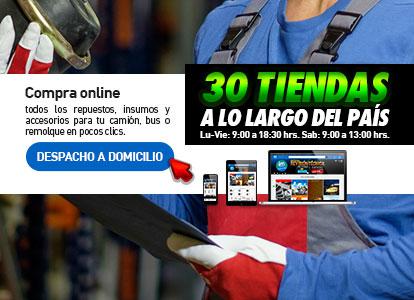 Compra online
todos los repuestos, insumos y
accesorios para tu camión, bus o
remolque en pocos clics.
DESPACHO A DOMICILIO
30 TIENDAS
A LO LARGO DEL PAÍS
Lu-Vie: 9:00 a 18:30 hrs. Sab: 9:00 a 13:00 hrs.